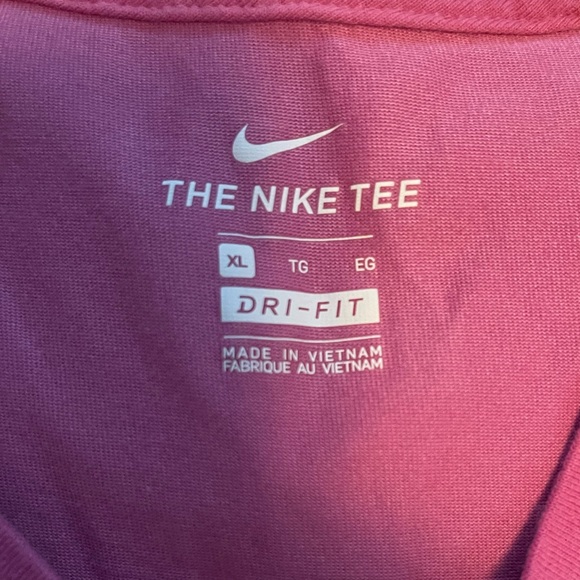 THE NIKE TEE
XL TG EG
DRI-FIT
MADE IN VIETNAM
FABRIQUE AU VIETNAM